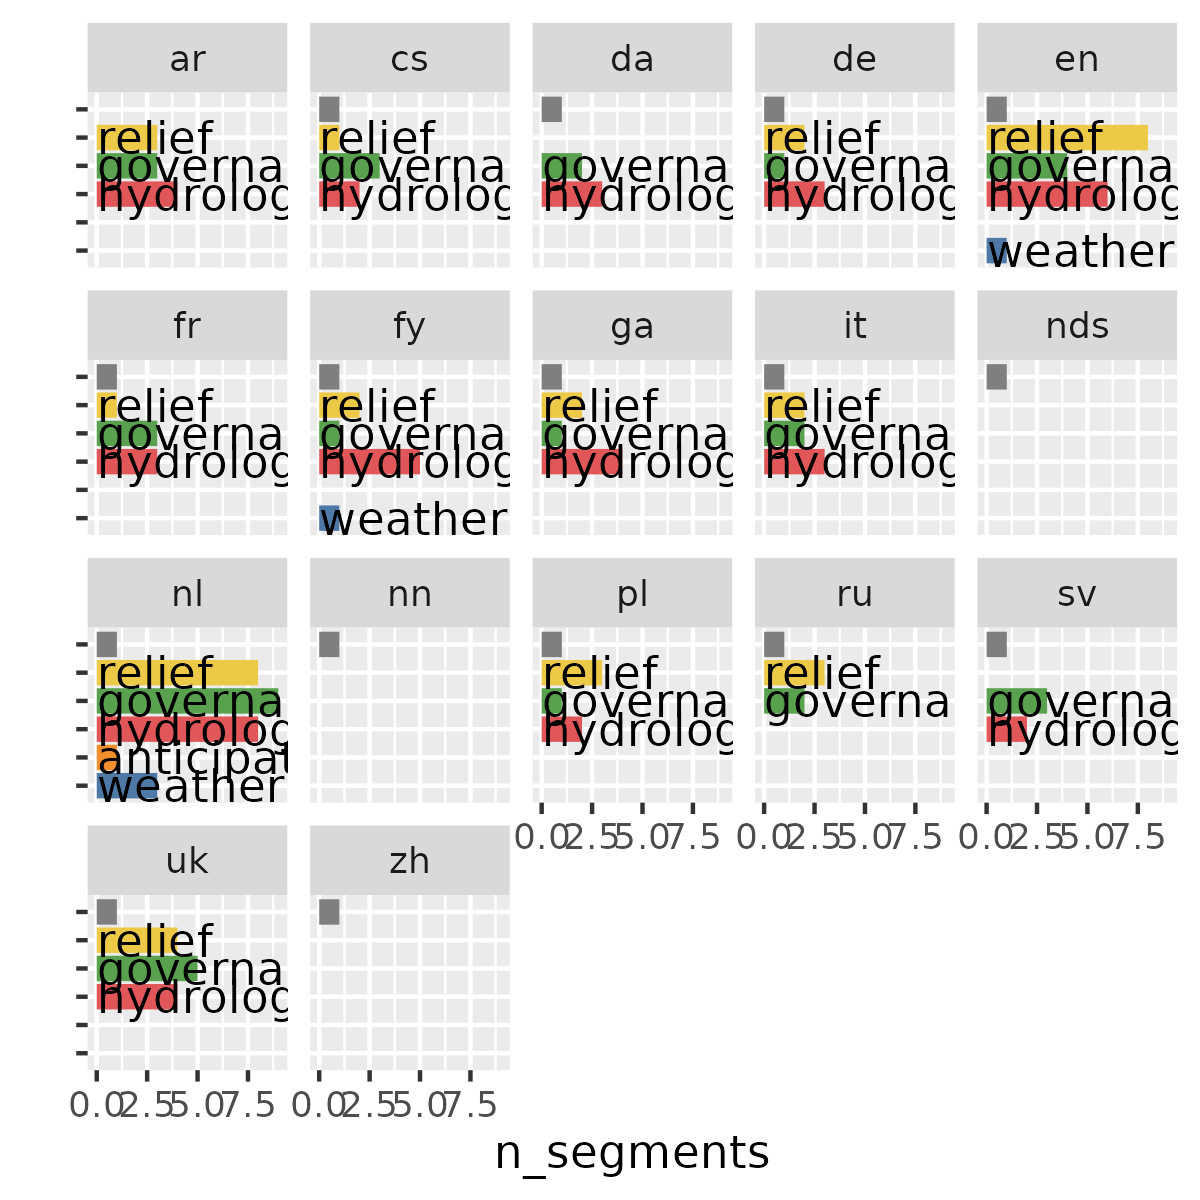 ar
cs
da
de
en
relief
governa
hydrolog
relief
governa
hydrolog
governa
hydrolog
relief
governa
hydrolog
relief
governa
hydrolog
weather
fr
fy
ga
it
nds
relief
governa
hydrolog
relief
governa
hydrolog
weather
relief
governa
hydrolog
relief
governa
hydrolog
nl
nn
pl
ru
sv
relief
governa
hydrolog
anticipat
weather
relief
governa
hydrolog
relief
governa
governa
hydrolog
0.0 2.5 5.0 7.5
0.0 2.5 5.0 7.5
0.0 2.5 5.0 7.5
uk
zh
relief
governa
hydrolog
0.0 2.5 5.0 7.5
0.0 2.5 5.0 7.5
n_segments